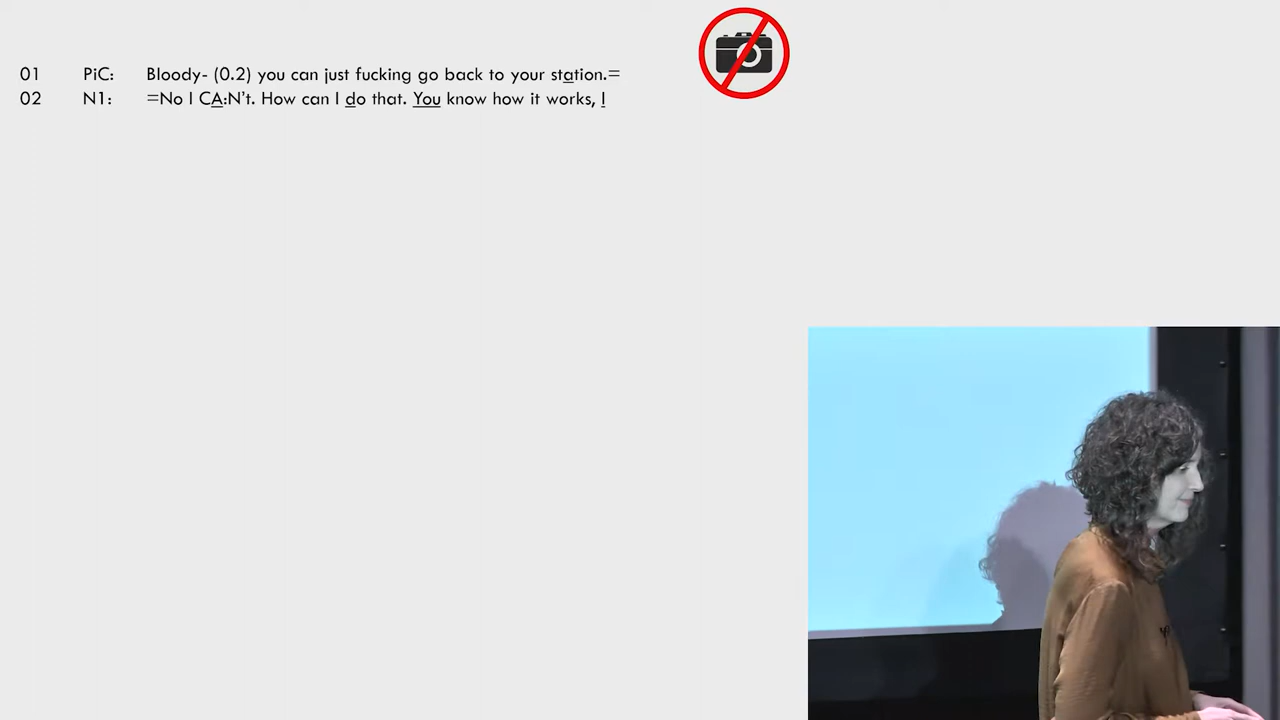 01 PiC: Bloody- (0.2) you can just fucking go back to your station.=
02 N1: =No I CA:N't. How can I do that. You know how it works, I